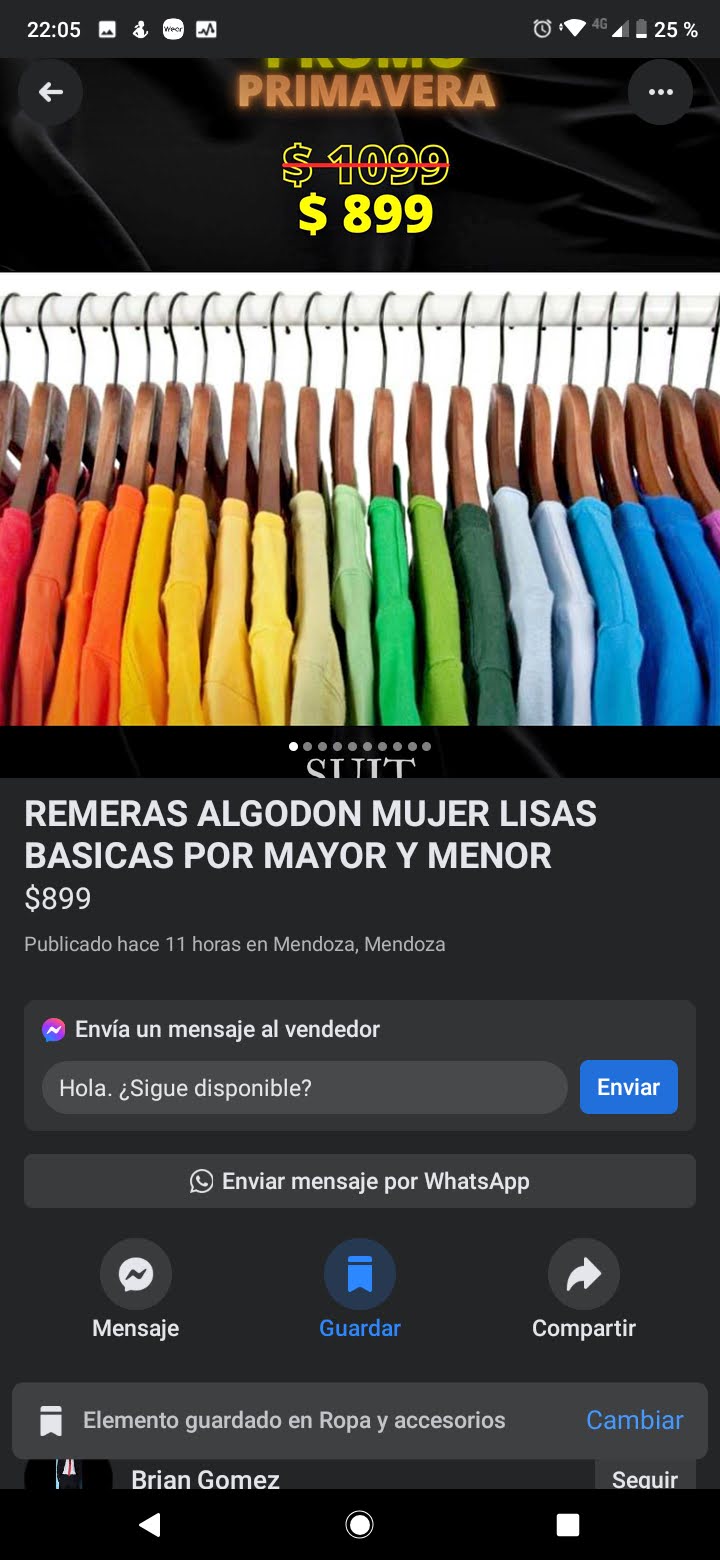 22:05
Wear
4G
25 %
PROMO
PRIMAVERA
$ 1099
$ 899
SUIT
REMERAS ALGODON MUJER LISAS
BASICAS POR MAYOR Y MENOR
$899
Publicado hace 11 horas en Mendoza, Mendoza
Envía un mensaje al vendedor
Hola. ¿Sigue disponible?
Enviar
Enviar mensaje por WhatsApp
Mensaje
Guardar
Compartir
Elemento guardado en Ropa y accesorios
Cambiar
Brian Gomez
Seguir